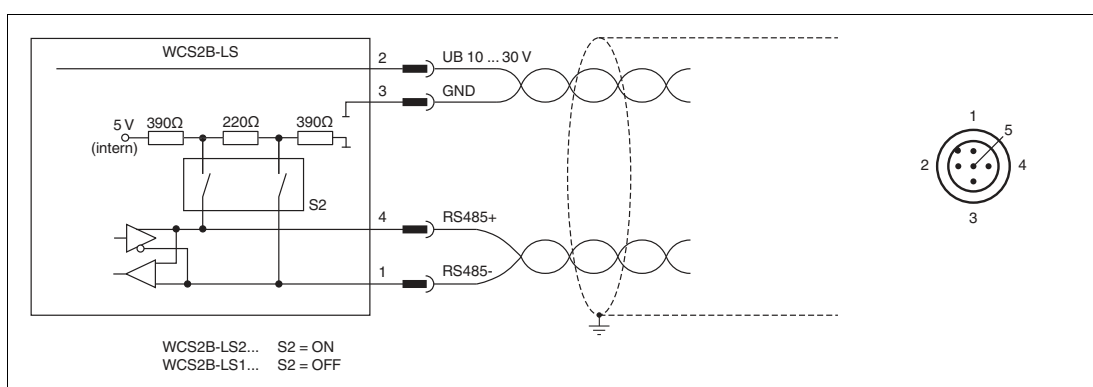 WCS2B-LS
2
UB 10 ... 30 V
3
GND
5 V
(intern)
390Ω
220Ω
390Ω
S2
4
RS485+
1
RS485-
1
5
2
4
3
WCS2B-LS2... S2 = ON
WCS2B-LS1... S2 = OFF